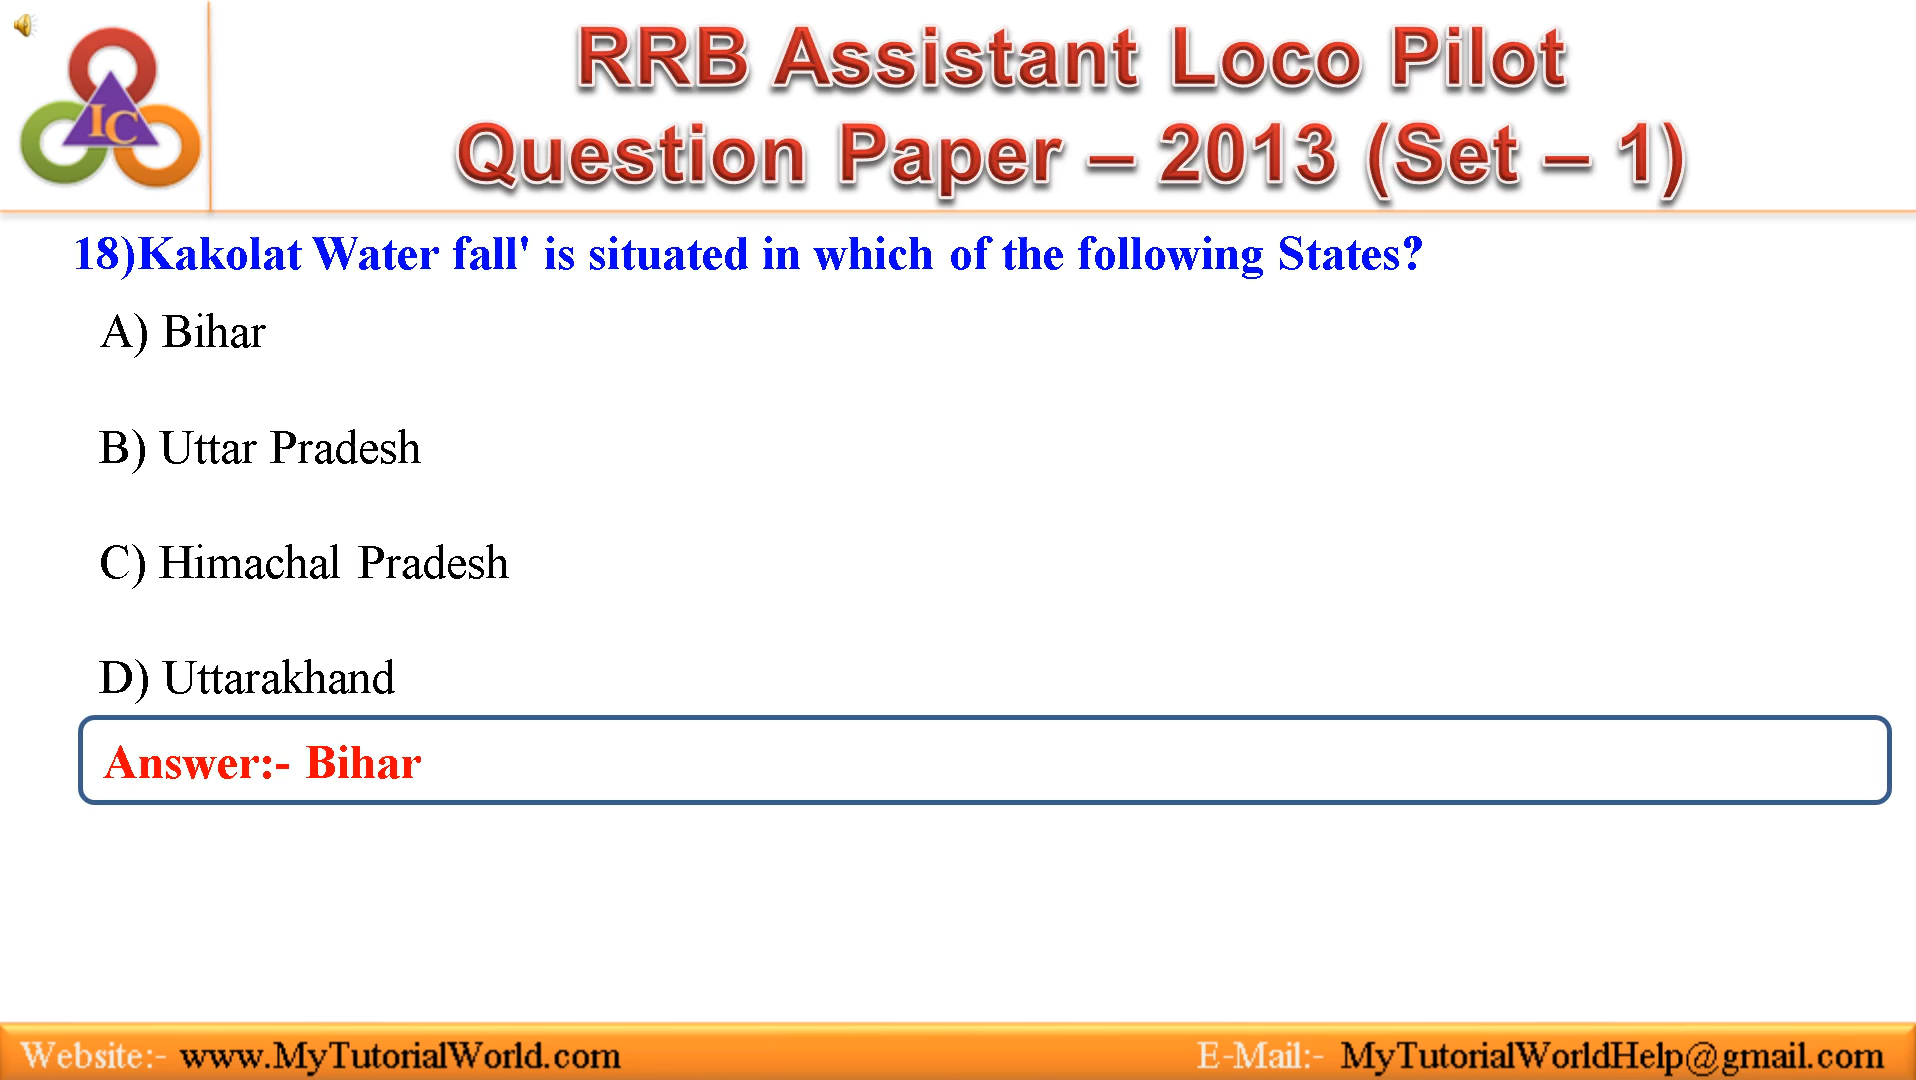 IC
RRB Assistant Loco Pilot
Question Paper – 2013 (Set – 1)
18)Kakolat Water fall' is situated in which of the following States?
A) Bihar
B) Uttar Pradesh
C) Himachal Pradesh
D) Uttarakhand
Answer:- Bihar
Website:- www.MyTutorialWorld.com
E-Mail:- MyTutorialWorldHelp@gmail.com